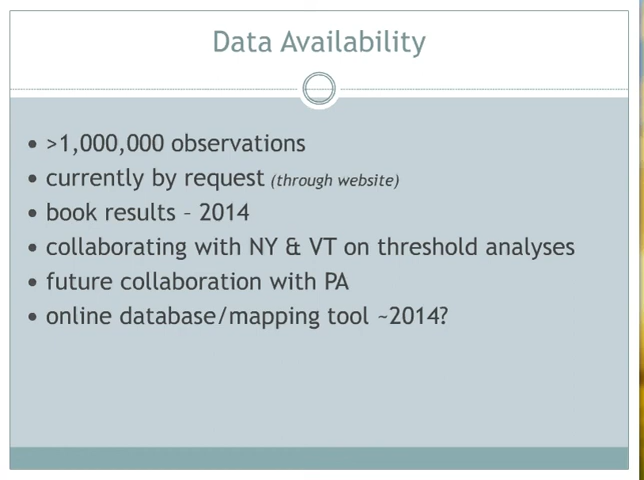 Data Availability
• >1,000,000 observations
• currently by request (through website)
• book results - 2014
• collaborating with NY & VT on threshold analyses
• future collaboration with PA
• online database/mapping tool ~2014?